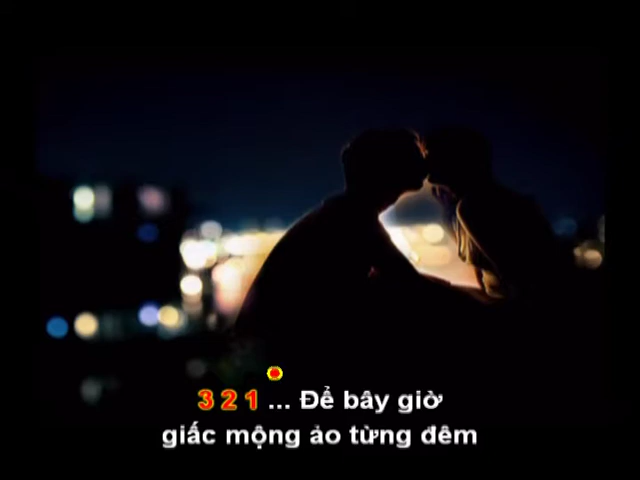 3 2 1 ... Để bây giờ
giấc mộng ảo từng đêm